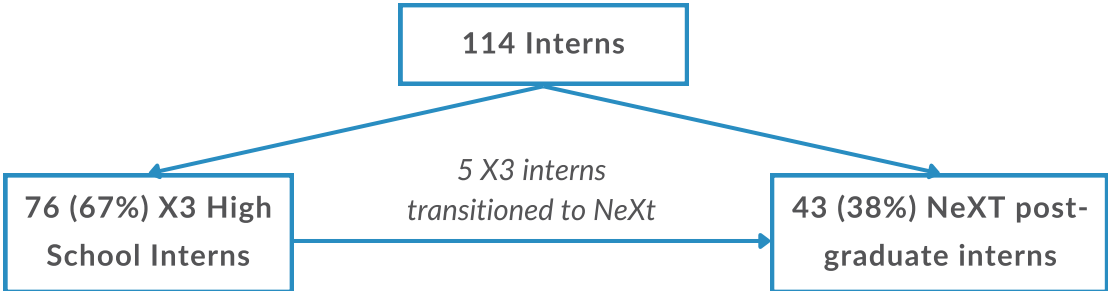 114 Interns
5 X3 interns
transitioned to NeXt
76 (67%) X3 High
School Interns
43 (38%) NeXT post-
graduate interns